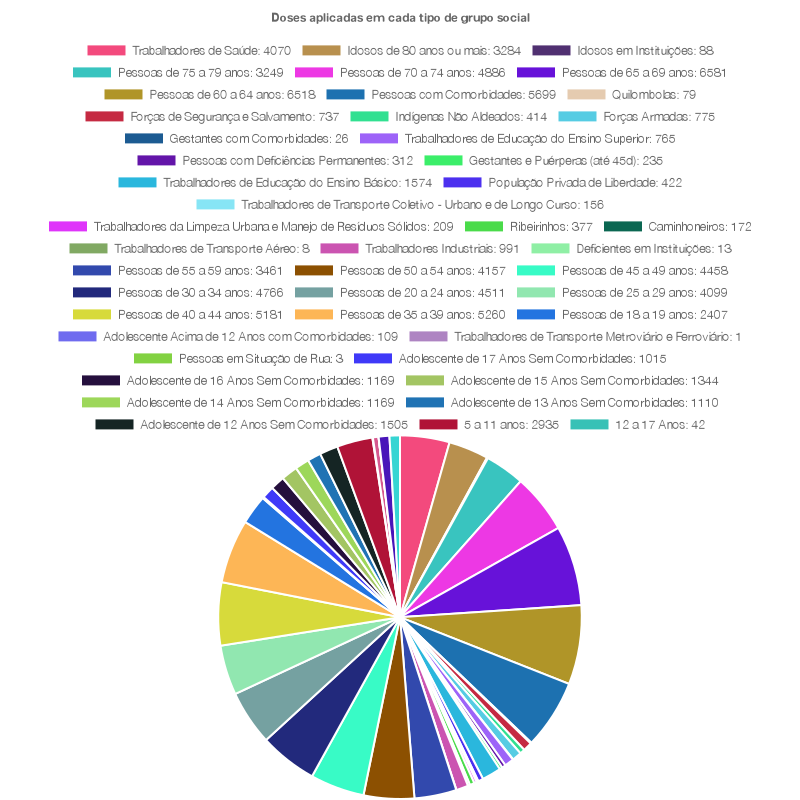 Doses aplicadas em cada tipo de grupo social
Trabalhadores de Saúde: 4070 Idosos de 80 anos ou mais: 3284 Idosos em Instituições: 88
Pessoas de 75 a 79 anos: 3249 Pessoas de 70 a 74 anos: 4886 Pessoas de 65 a 69 anos: 6581
Pessoas de 60 a 64 anos: 6518 Pessoas com Comorbidades: 5699 Quilombolas: 79
Forças de Segurança e Salvamento: 737 Indígenas Não Aldeados: 414 Forças Armadas: 775
Gestantes com Comorbidades: 26 Trabalhadores de Educação do Ensino Superior: 765
Pessoas com Deficiências Permanentes: 312 Gestantes e Puérperas (até 45d): 235
Trabalhadores de Educação do Ensino Básico: 1574 População Privada de Liberdade: 422
Trabalhadores de Transporte Coletivo - Urbano e de Longo Curso: 156
Trabalhadores da Limpeza Urbana e Manejo de Resíduos Sólidos: 209 Ribeirinhos: 377 Caminhoneiros: 172
Trabalhadores de Transporte Aéreo: 8 Trabalhadores Industriais: 991 Deficientes em Instituições: 13
Pessoas de 55 a 59 anos: 3461 Pessoas de 50 a 54 anos: 4157 Pessoas de 45 a 49 anos: 4458
Pessoas de 30 a 34 anos: 4766 Pessoas de 20 a 24 anos: 4511 Pessoas de 25 a 29 anos: 4099
Pessoas de 40 a 44 anos: 5181 Pessoas de 35 a 39 anos: 5260 Pessoas de 18 a 19 anos: 2407
Adolescente Acima de 12 Anos com Comorbidades: 109 Trabalhadores de Transporte Metroviário e Ferroviário: 1
Pessoas em Situação de Rua: 3 Adolescente de 17 Anos Sem Comorbidades: 1015
Adolescente de 16 Anos Sem Comorbidades: 1169 Adolescente de 15 Anos Sem Comorbidades: 1344
Adolescente de 14 Anos Sem Comorbidades: 1169 Adolescente de 13 Anos Sem Comorbidades: 1110
Adolescente de 12 Anos Sem Comorbidades: 1505 5 a 11 anos: 2935 12 a 17 Anos: 42